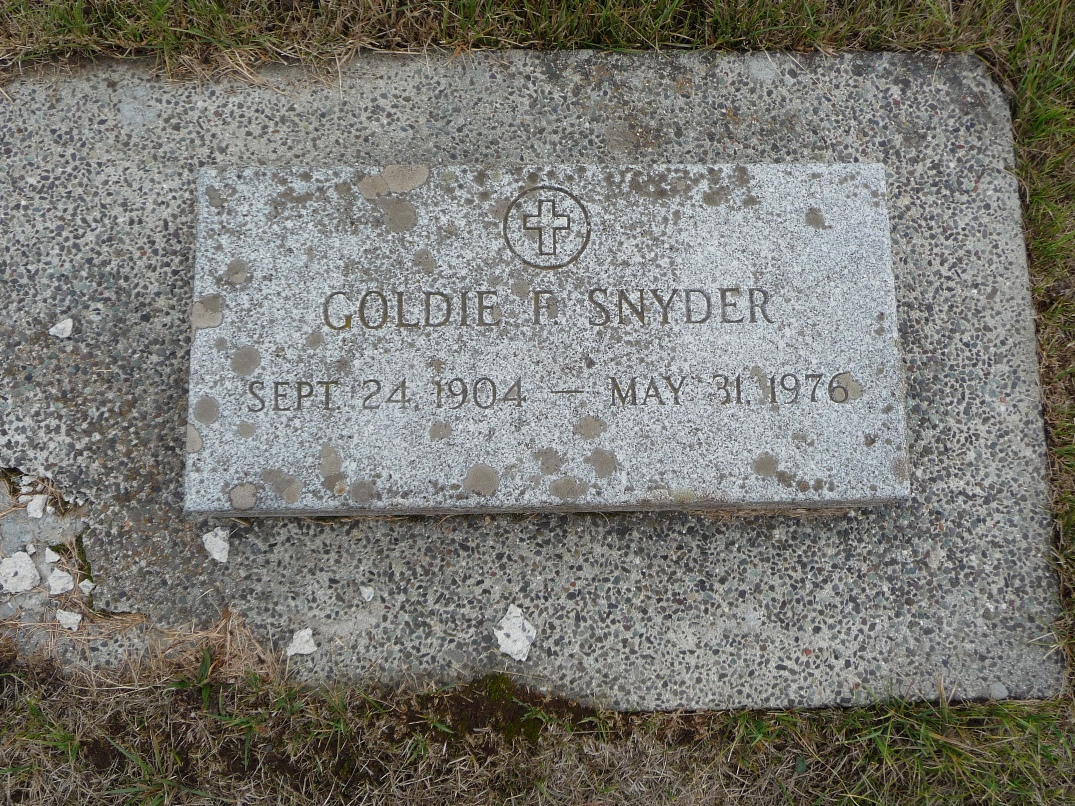 GOLDIE F. SNYDER
SEPT. 24, 1904 — MAY 31, 1976